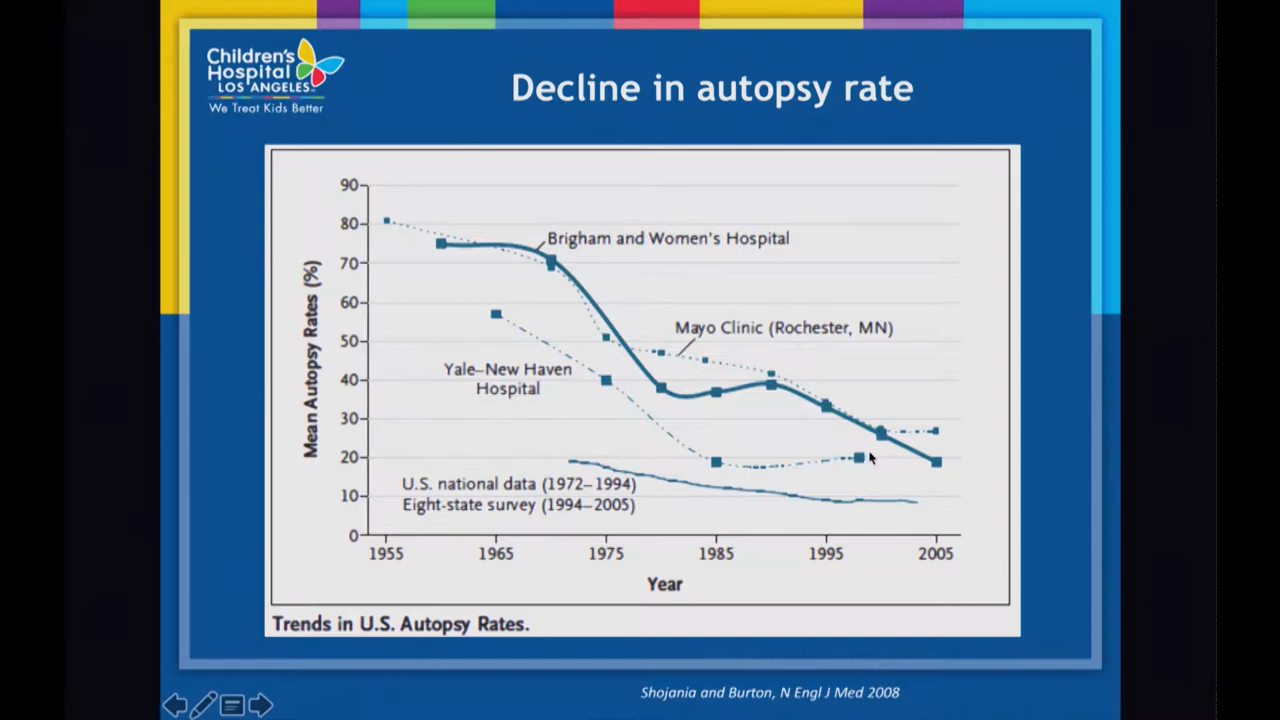 Children's
Hospital
LOS ANGELES
We Treat Kids Better
Decline in autopsy rate
90
80
70
60
50
40
30
20
10
0
Mean Autopsy Rates (%)
Brigham and Women's Hospital
Mayo Clinic (Rochester, MN)
Yale–New Haven
Hospital
U.S. national data (1972–1994)
Eight-state survey (1994–2005)
1955 1965 1975 1985 1995 2005
Year
Trends in U.S. Autopsy Rates.
Shojania and Burton, N Engl J Med 2008